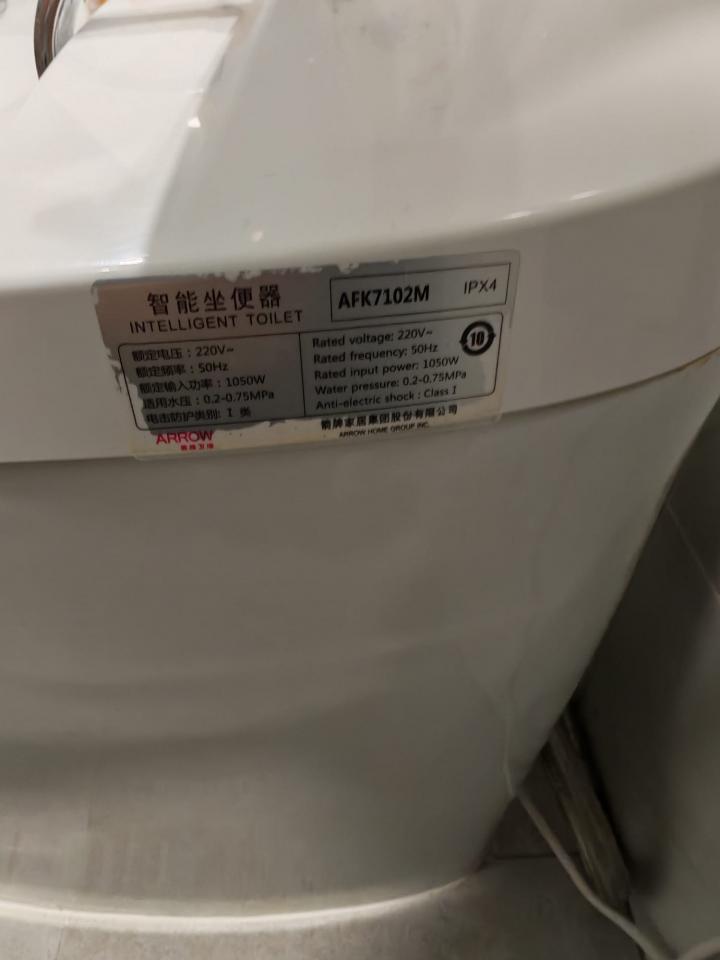 智能坐便器
INTELLIGENT TOILET
AFK7102M IPX4
额定电压：220V~
额定频率：50Hz
额定输入功率：1050W
适用水压：0.2-0.75MPa
电击防护类别：I 类
Rated voltage: 220V~
Rated frequency: 50Hz
Rated input power: 1050W
Water pressure: 0.2-0.75MPa
Anti-electric shock : Class I
10
ARROW
箭牌卫浴
箭牌家居集团股份有限公司
ARROW HOME GROUP INC.